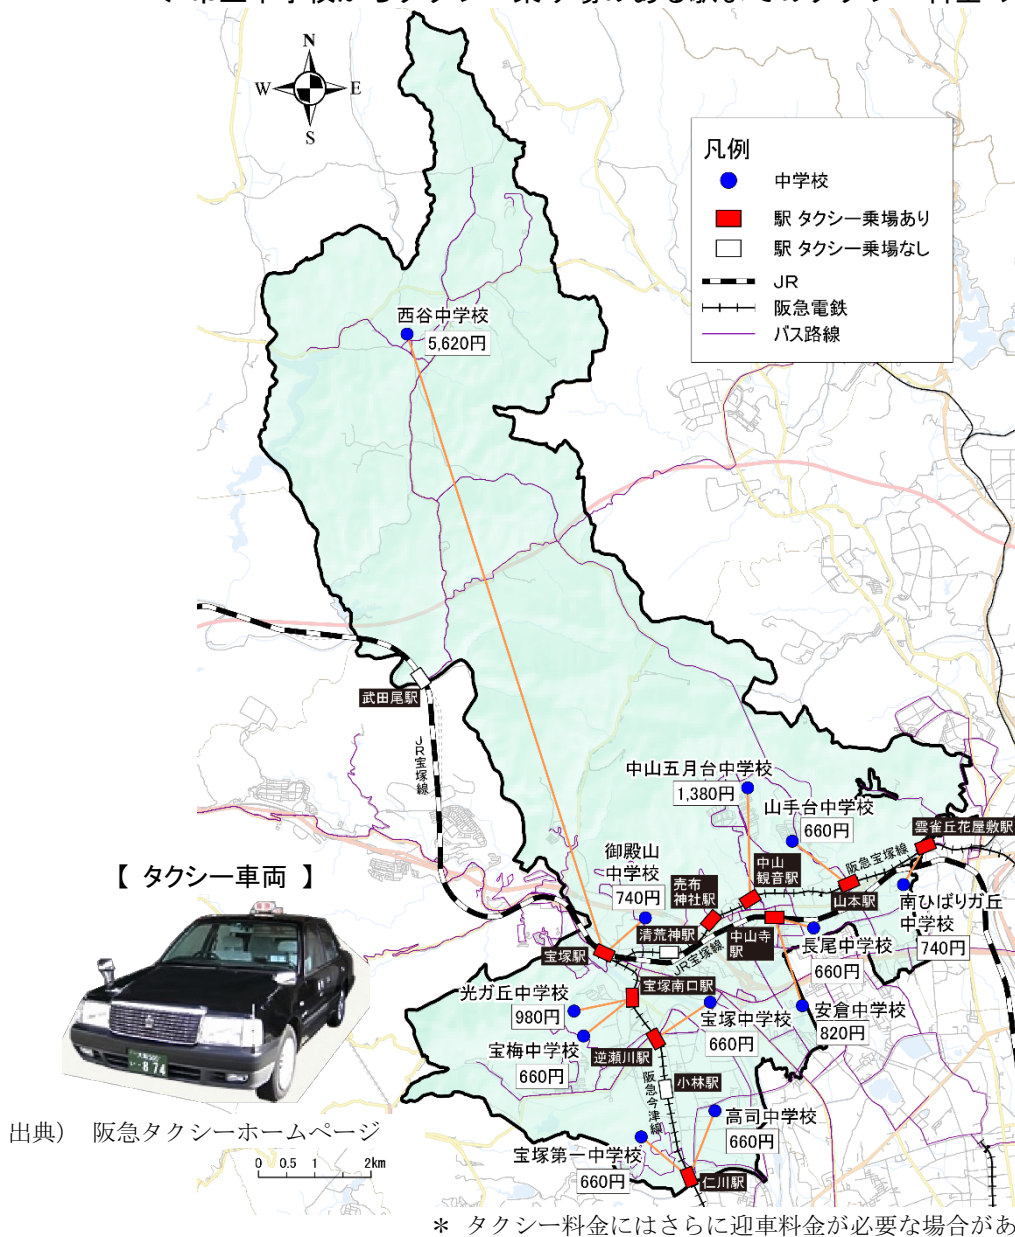 N
W
E
S
凡例
中学校
駅 タクシー乗場あり
駅 タクシー乗場なし
JR
阪急電鉄
バス路線
西谷中学校
5,620円
武田尾駅
JR宝塚線
中山五月台中学校
1,380円
山手台中学校
660円
雲雀丘花屋敷駅
阪急宝塚線
御殿山
中学校
740円
中山
観音駅
売布
神社駅
山本駅
南ひばりガ丘
中学校
740円
清荒神駅
中山寺
駅
長尾中学校
660円
宝塚駅
JR宝塚線
光ガ丘中学校
980円
宝塚南口駅
宝塚中学校
660円
安倉中学校
820円
宝梅中学校
660円
逆瀬川駅
阪急今津線
小林駅
高司中学校
660円
宝塚第一中学校
660円
仁川駅
【 タクシー車両 】
8 74
出典） 阪急タクシーホームページ
0 0.5 1 2km
＊ タクシー料金にはさらに迎車料金が必要な場合があ